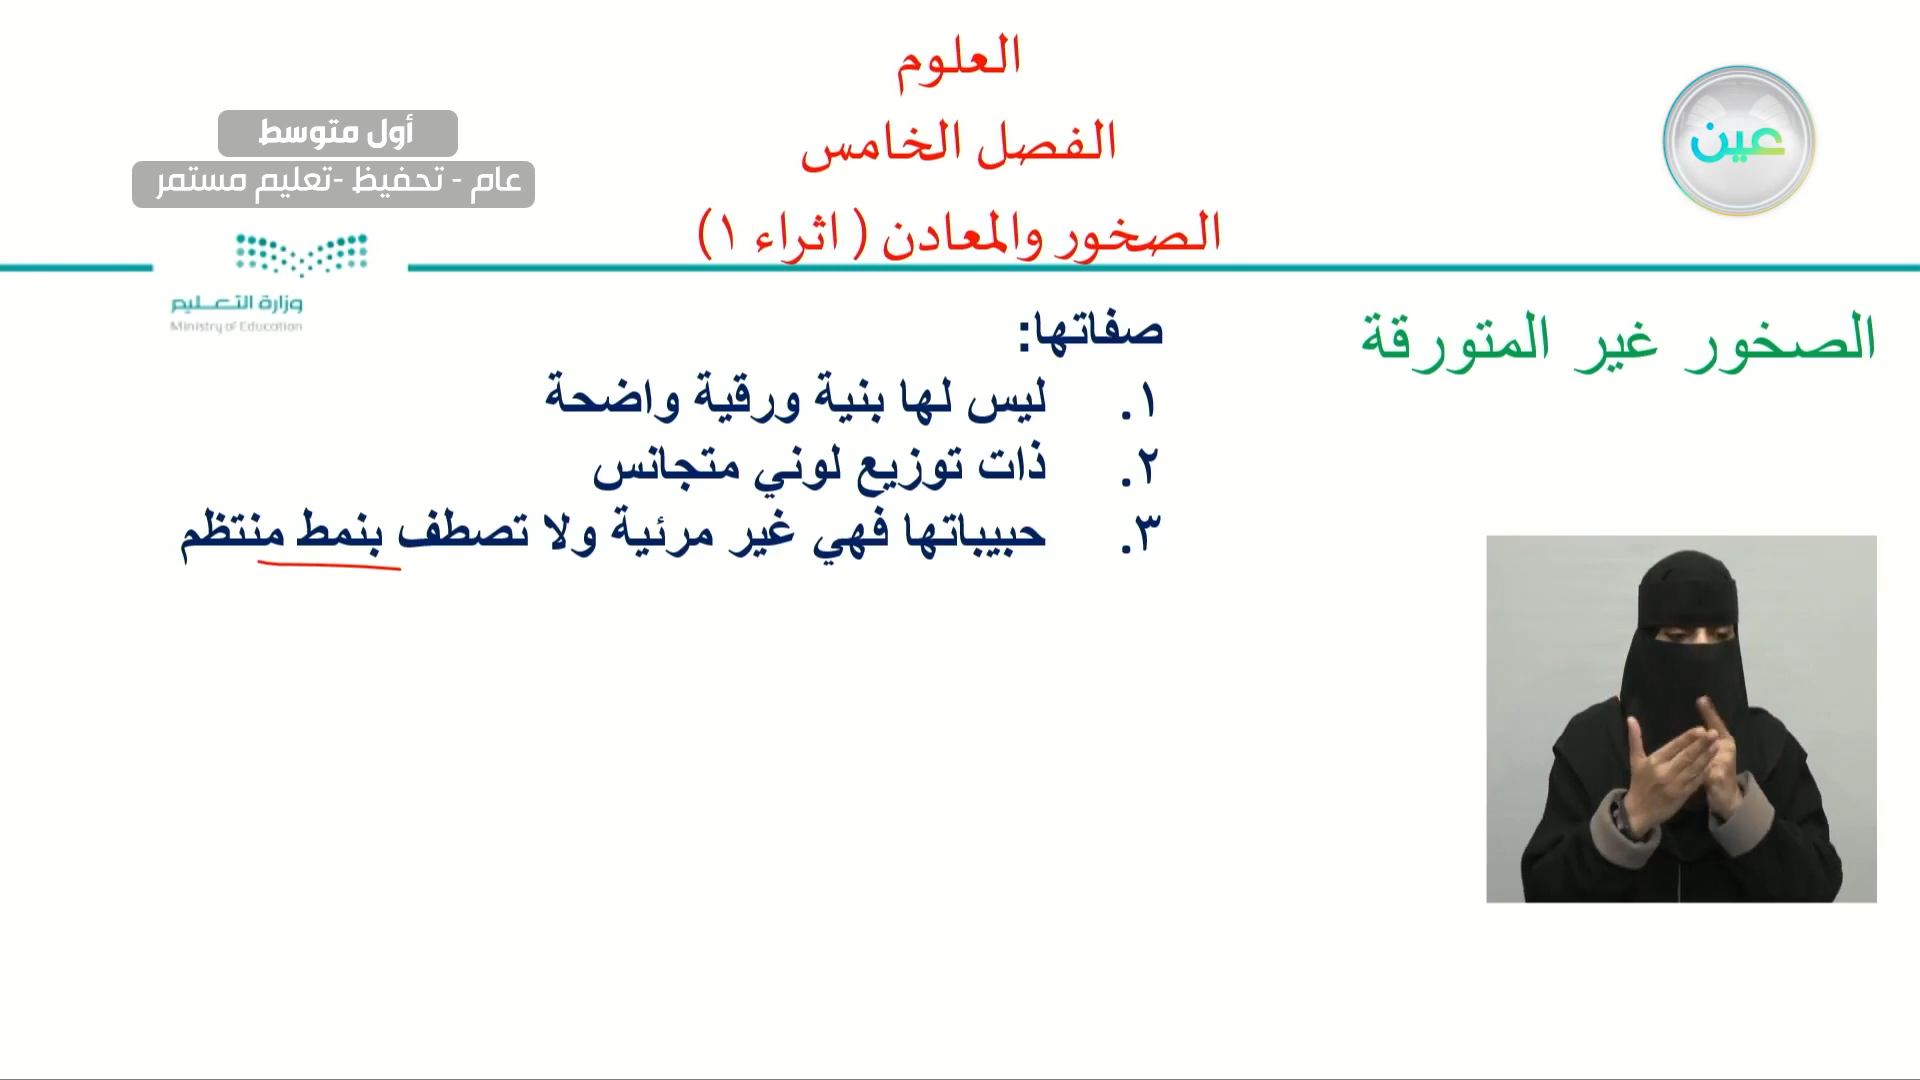 العلوم
الفصل الخامس
الصخور والمعادن ( اثراء ١)
عين
أول متوسط
عام - تحفيظ -تعليم مستمر
وزارة التعليم
Ministry of Education
الصخور غير المتورقة
صفاتها:
١. ليس لها بنية ورقية واضحة
٢. ذات توزيع لوني متجانس
٣. حبيباتها فهي غير مرئية ولا تصطف بنمط منتظم